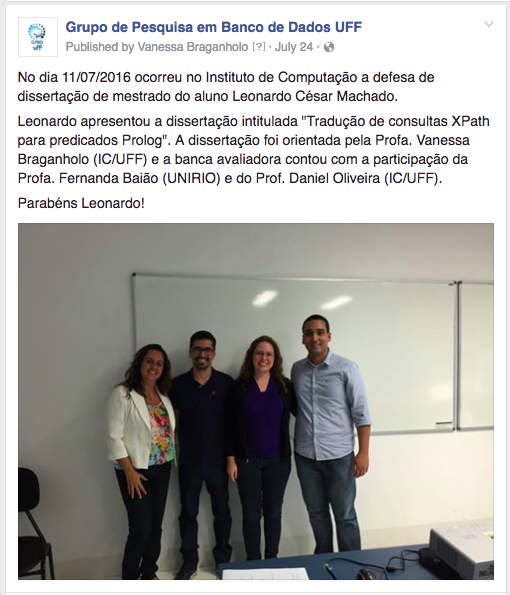 Grupo de Pesquisa em Banco de Dados UFF
Published by Vanessa Braganholo [?] · July 24 ·
No dia 11/07/2016 ocorreu no Instituto de Computação a defesa de
dissertação de mestrado do aluno Leonardo César Machado.
Leonardo apresentou a dissertação intitulada "Tradução de consultas XPath
para predicados Prolog". A dissertação foi orientada pela Profa. Vanessa
Braganholo (IC/UFF) e a banca avaliadora contou com a participação da
Profa. Fernanda Baião (UNIRIO) e do Prof. Daniel Oliveira (IC/UFF).
Parabéns Leonardo!